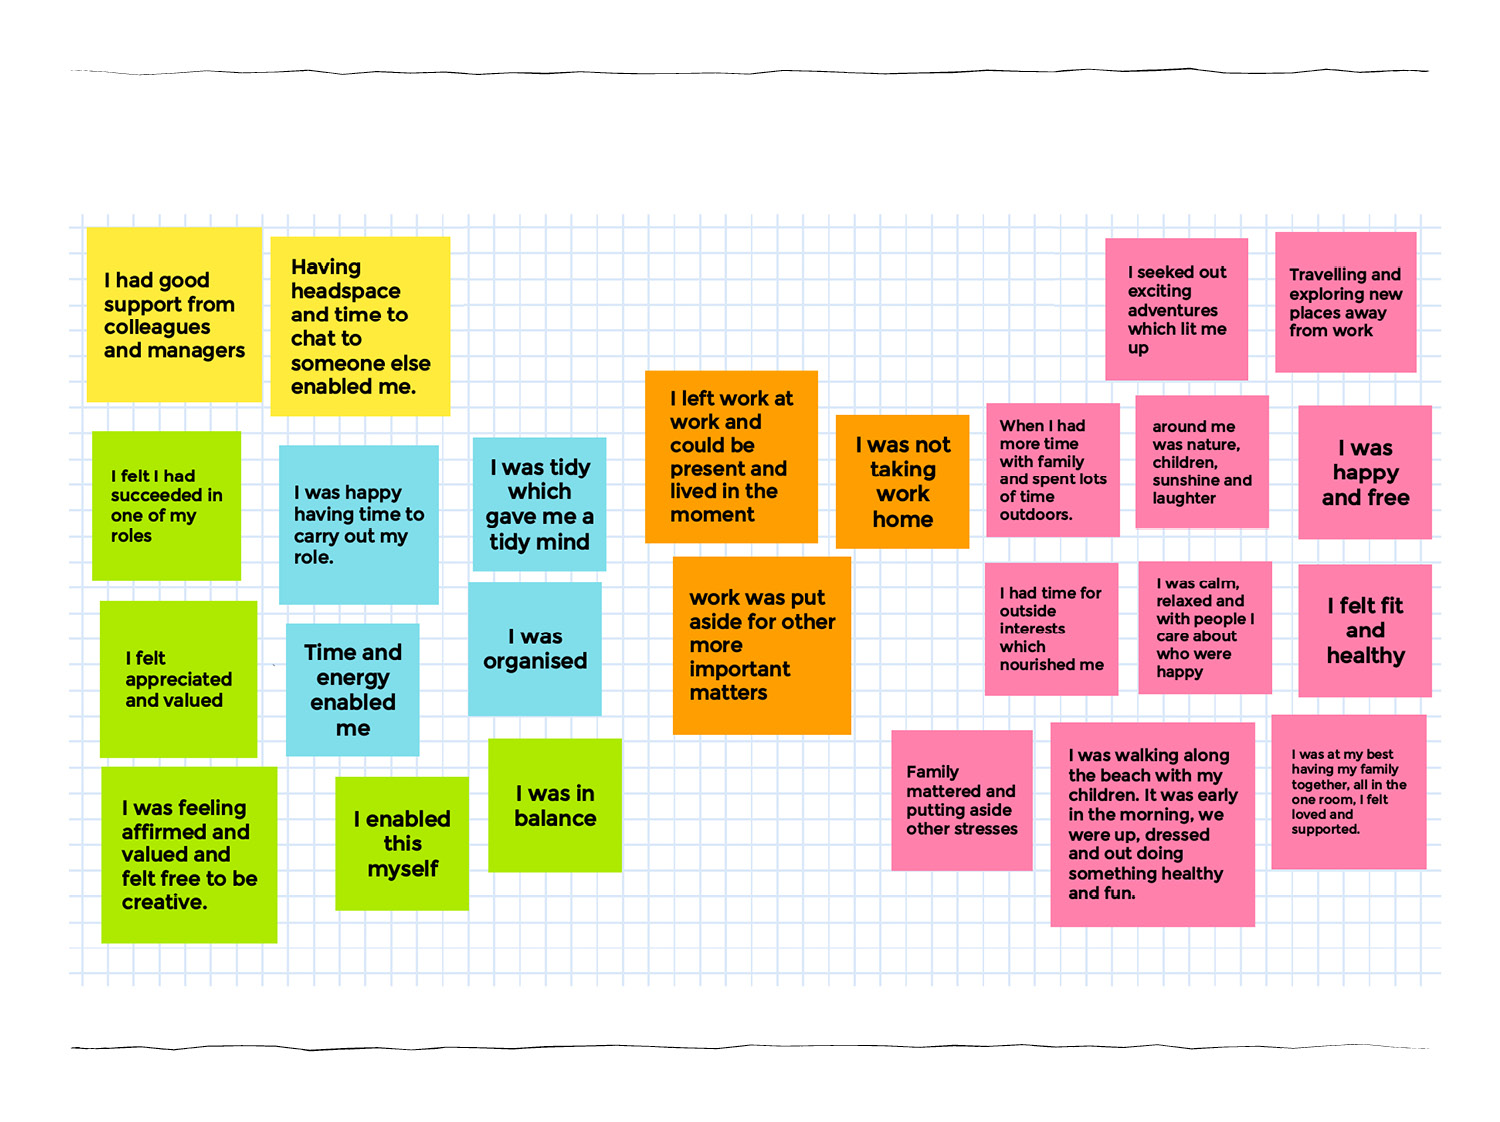 I had good
support from
colleagues
and managers
Having
headspace
and time to
chat to
someone else
enabled me.
I felt I had
succeeded in
one of my
roles
I was happy
having time to
carry out my
role.
I was tidy
which
gave me a
tidy mind
I felt
appreciated
and valued
Time and
energy
enabled
me
I was
organised
I was feeling
affirmed and
valued and
felt free to be
creative.
I enabled
this
myself
I was in
balance
I left work at
work and
could be
present and
lived in the
moment
I was not
taking
work
home
work was put
aside for other
more
important
matters
I seeked out
exciting
adventures
which lit me
up
Travelling and
exploring new
places away
from work
When I had
more time
with family
and spent lots
of time
outdoors.
around me
was nature,
children,
sunshine and
laughter
I was
happy
and free
I had time for
outside
interests
which
nourished me
I was calm,
relaxed and
with people I
care about
who were
happy
I felt fit
and
healthy
Family
mattered and
putting aside
other stresses
I was walking along
the beach with my
children. It was early
in the morning, we
were up, dressed
and out doing
something healthy
and fun.
I was at my best
having my family
together, all in the
one room, I felt
loved and
supported.